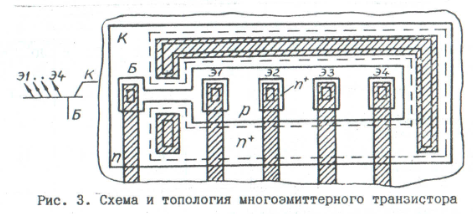 К
Э1 . . Э4
К
Б
Б
Э1
Э2
Э3
Э4
n⁺
p
n⁺
n
Рис. 3. Схема и топология многоэмиттерного транзистора